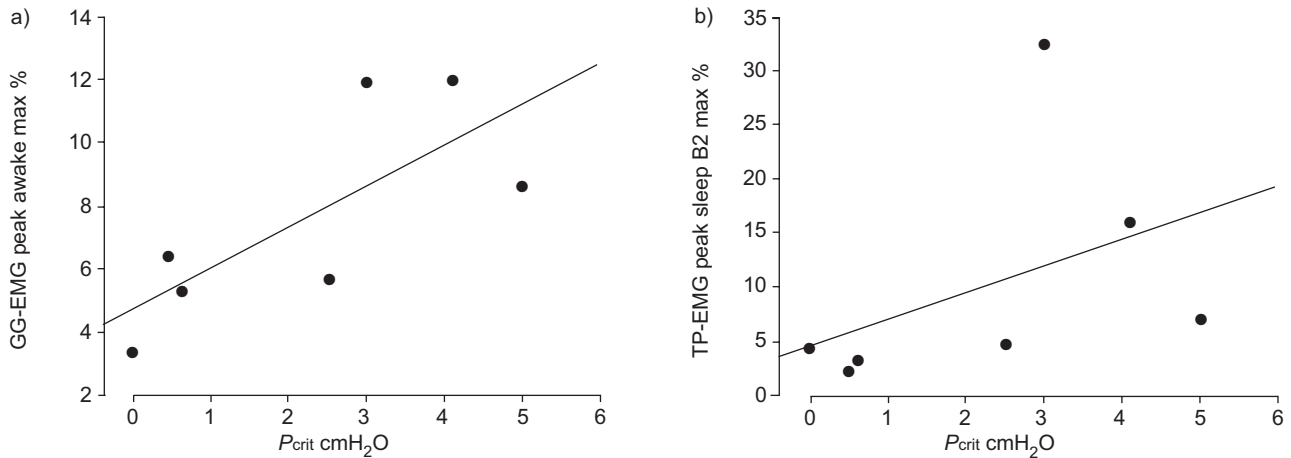 a)
GG-EMG peak awake max %
14
12
10
8
6
4
2
0 1 2 3 4 5 6
Pcrit cmH₂O
b)
TP-EMG peak sleep B2 max %
35
30
25
20
15
10
5
0
0 1 2 3 4 5 6
Pcrit cmH₂O